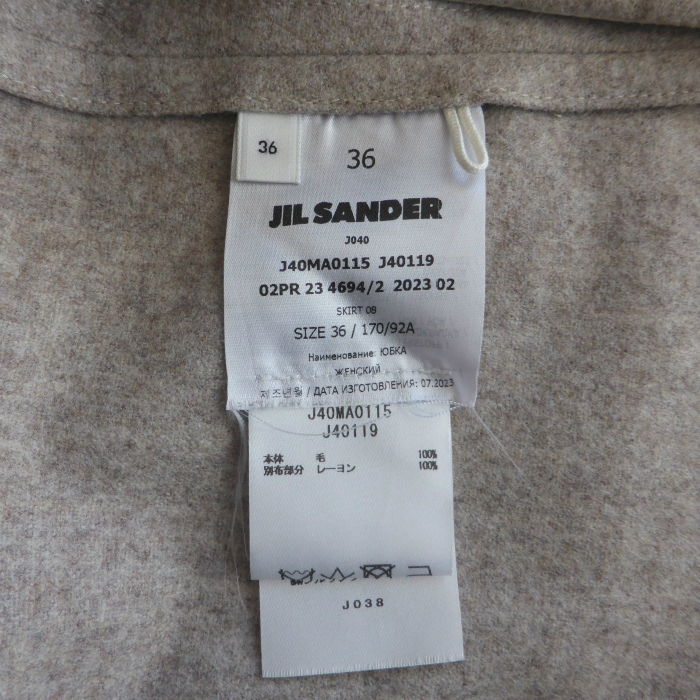 36
36
JIL SANDER
J040
J40MA0115 J40119
02PR 23 4694/2 2023 02
SKIRT 08
SIZE 36 / 170/92A
Наименование: ЮБКА
ЖЕНСКИЙ
제조년월 / ДАТА ИЗГОТОВЛЕНИЯ: 07.2023
J40MA0115
J40119
本体 毛 100%
別布部分 レーヨン 100%
J038